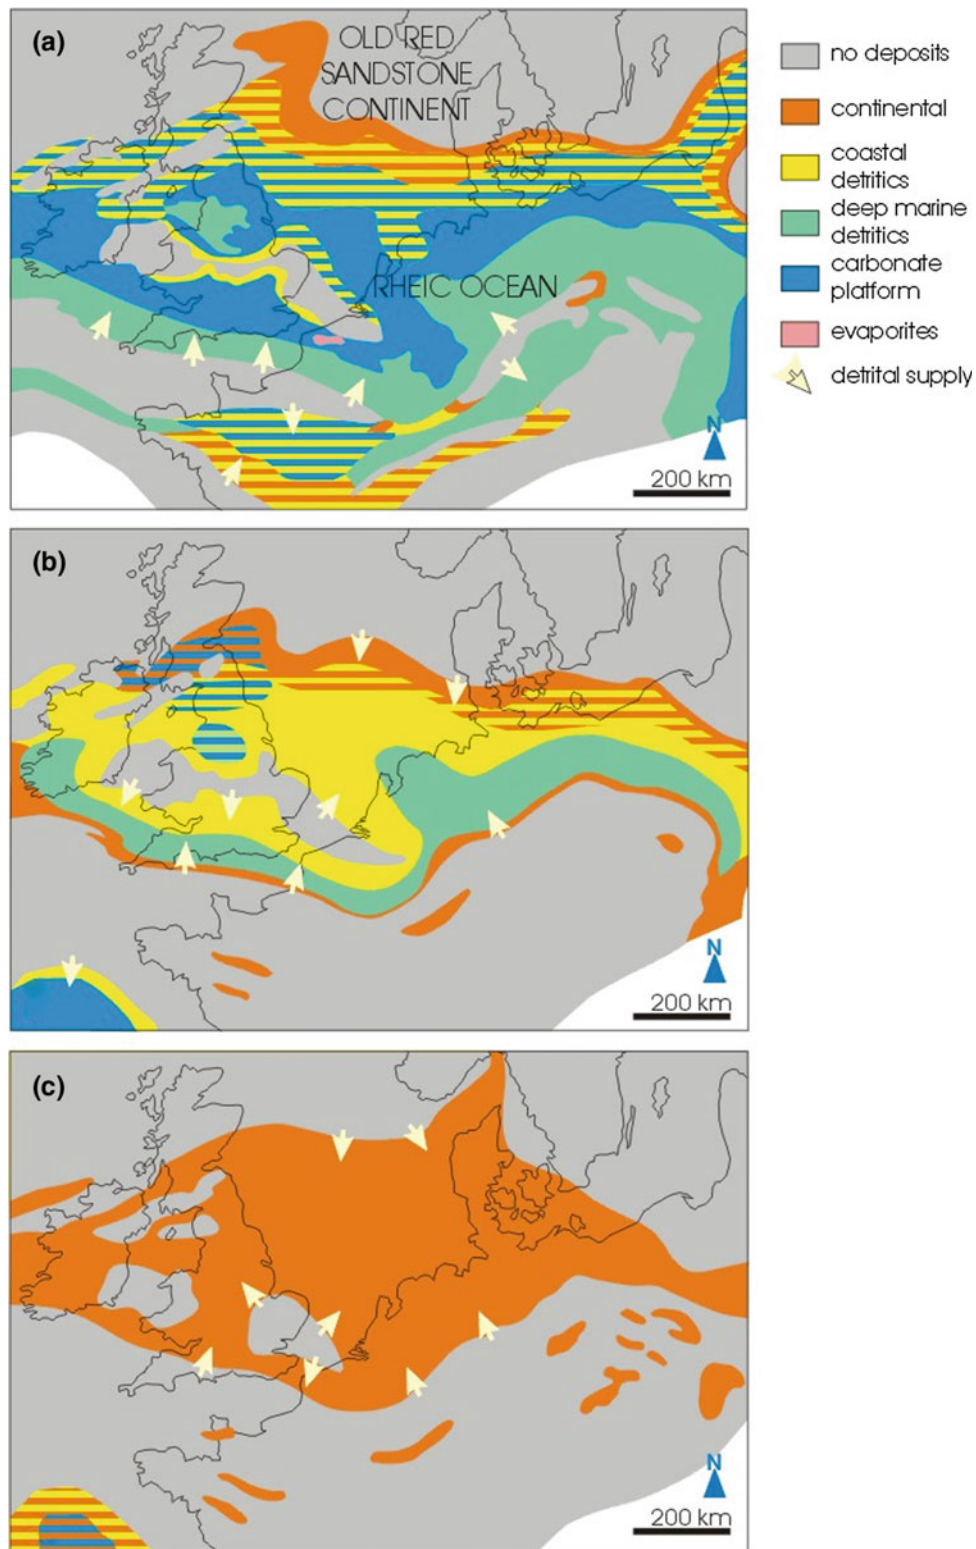 (a)
OLD RED
SANDSTONE
CONTINENT
RHEIC OCEAN
N
200 km
no deposits
continental
coastal
detritics
deep marine
detritics
carbonate
platform
evaporites
detrital supply
(b)
N
200 km
(c)
N
200 km